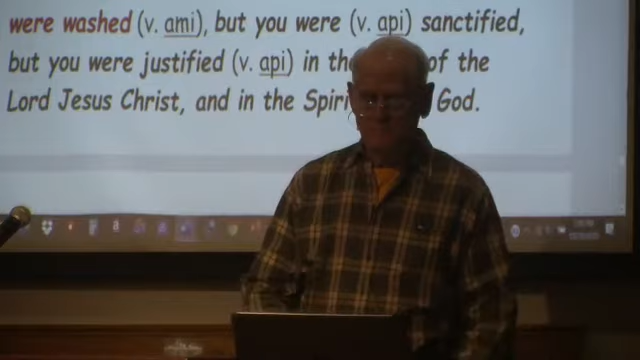 were washed (v. ami), but you were (v. api) sanctified,
but you were justified (v. api) in the of the
Lord Jesus Christ, and in the Spiri God.